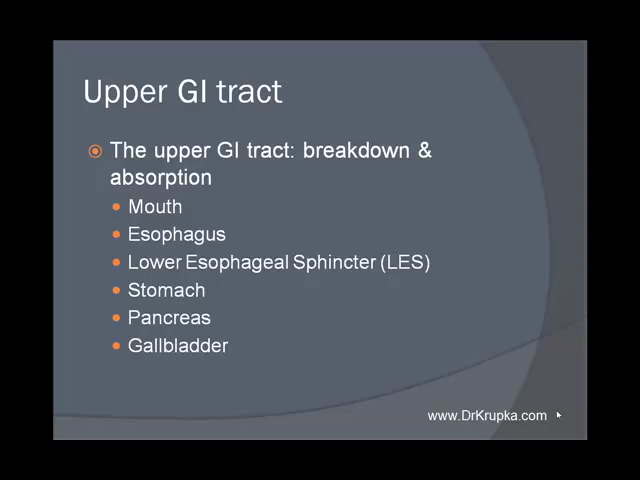 Upper GI tract
The upper GI tract: breakdown &
absorption
Mouth
Esophagus
Lower Esophageal Sphincter (LES)
Stomach
Pancreas
Gallbladder
www.DrKrupka.com